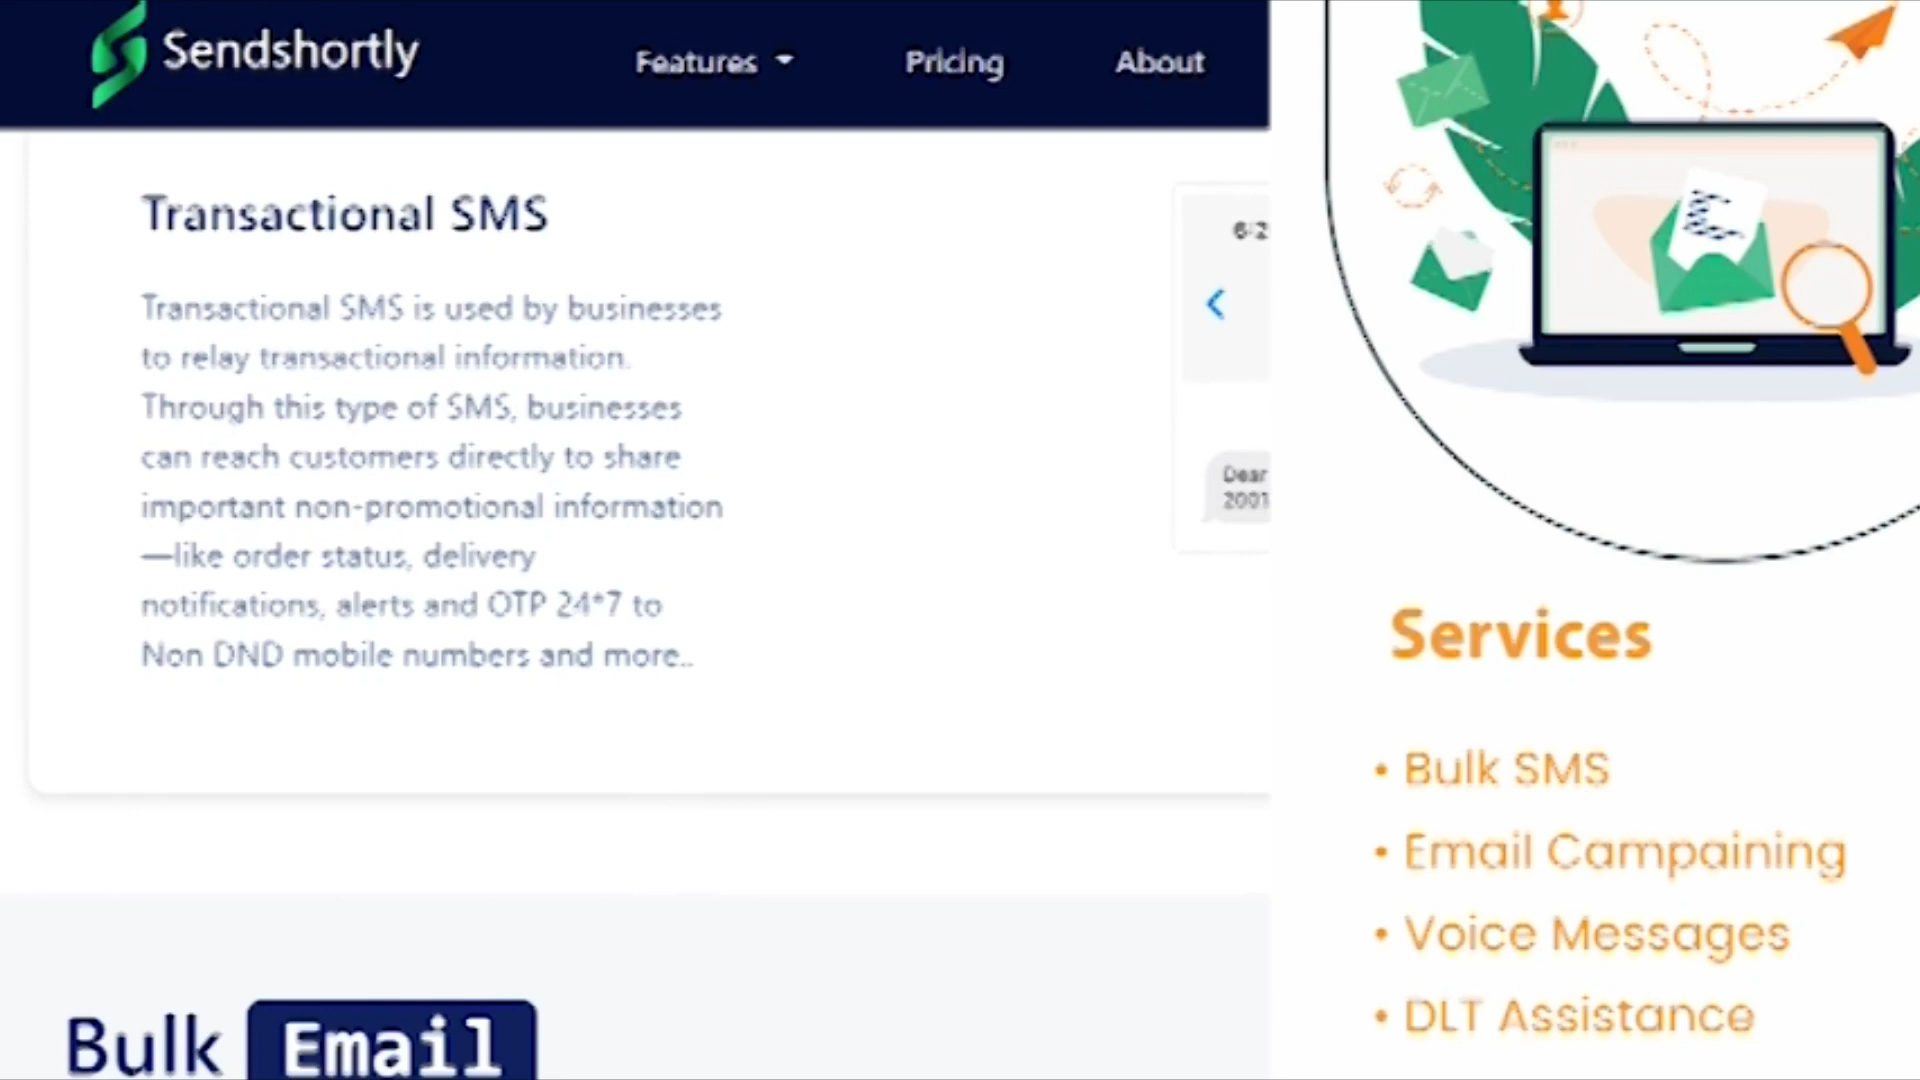 Sendshortly
Features
Pricing
About
Transactional SMS
Transactional SMS is used by businesses
to relay transactional information.
Through this type of SMS, businesses
can reach customers directly to share
important non-promotional information
—like order status, delivery
notifications, alerts and OTP 24*7 to
Non DND mobile numbers and more..
6:2
Dear
2001
Bulk Email
Services
• Bulk SMS
• Email Campaining
• Voice Messages
• DLT Assistance